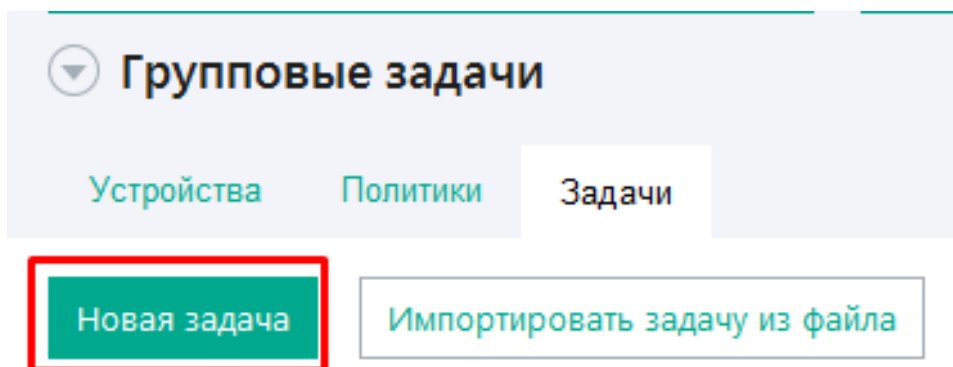 Групповые задачи
Устройства Политики Задачи
Новая задача Импортировать задачу из файла